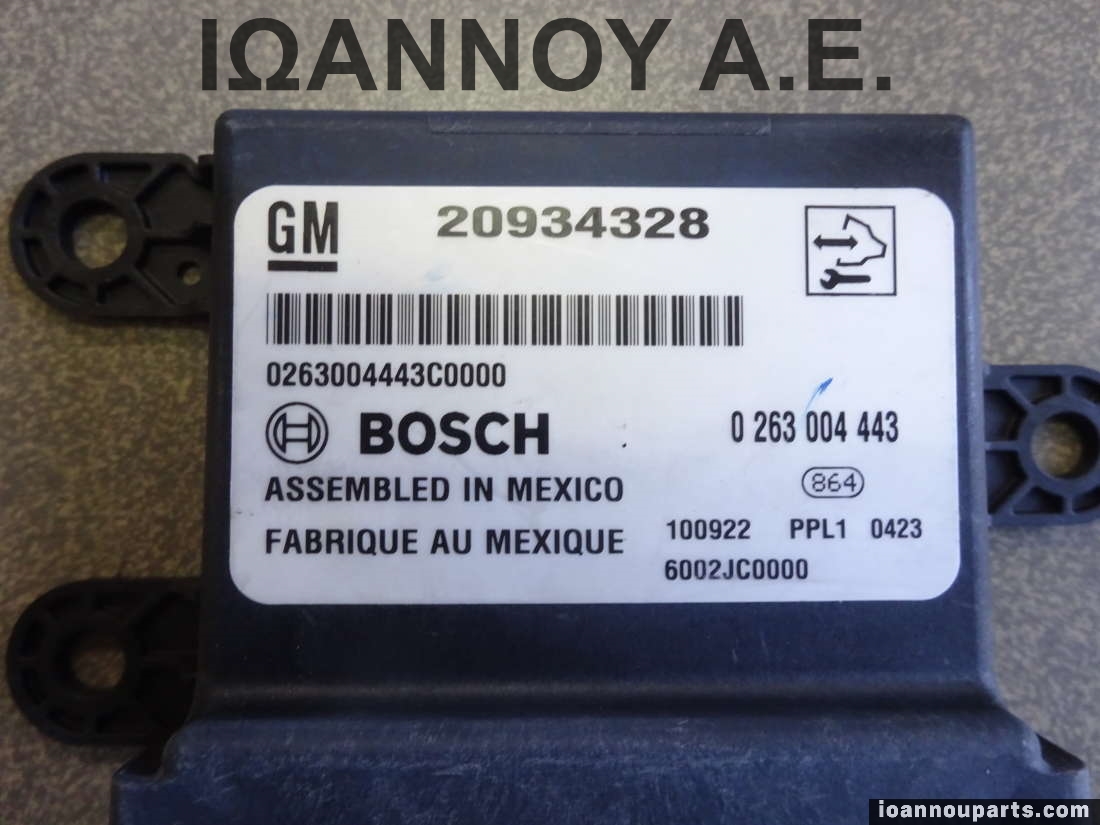 ΙΩΑΝΝΟΥ Α.Ε.
GM 20934328
0263004443C0000
BOSCH 0 263 004 443
ASSEMBLED IN MEXICO 864
FABRIQUE AU MEXIQUE 100922 PPL1 0423
6002JC0000
ioannouparts.com